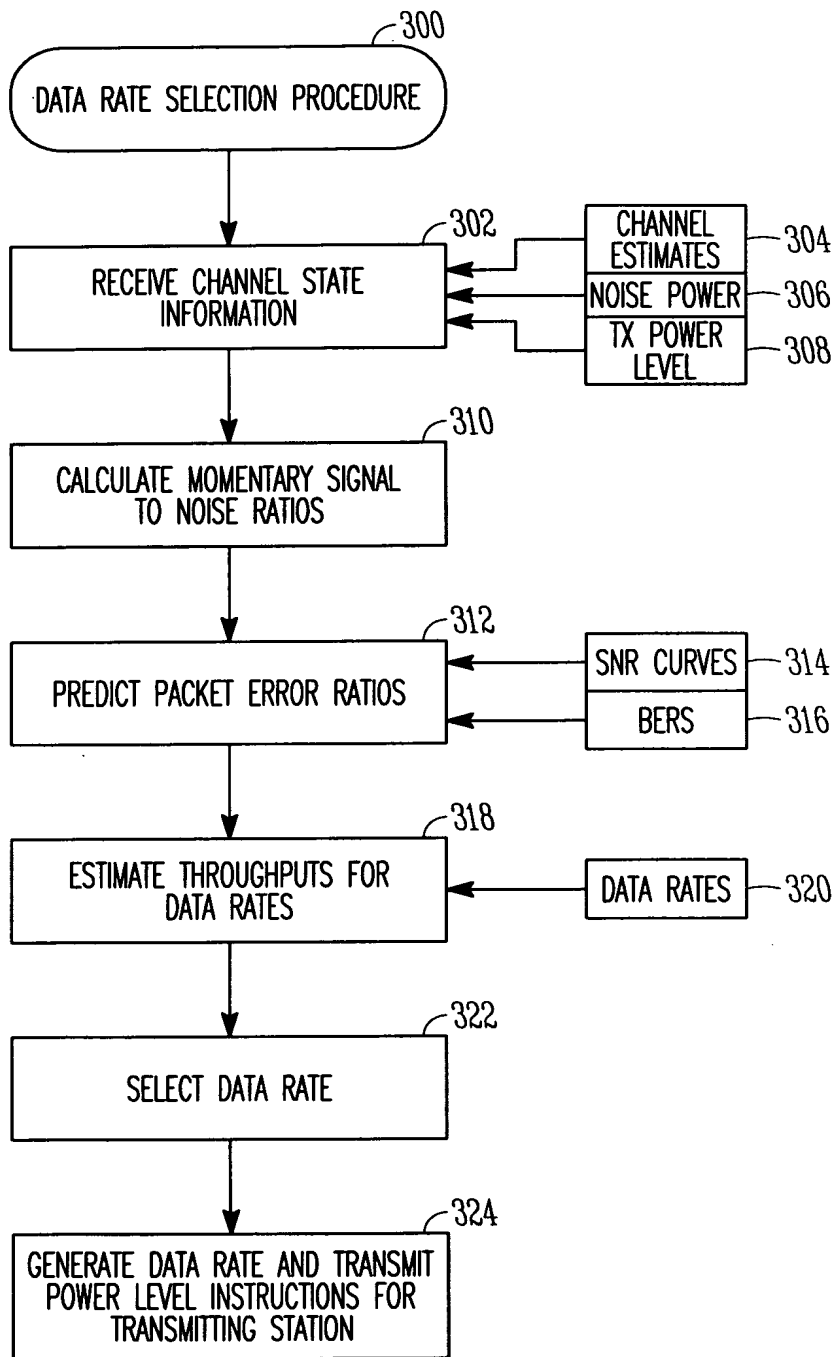 300
DATA RATE SELECTION PROCEDURE
302
RECEIVE CHANNEL STATE
INFORMATION
CHANNEL
ESTIMATES
304
NOISE POWER
306
TX POWER
LEVEL
308
310
CALCULATE MOMENTARY SIGNAL
TO NOISE RATIOS
312
PREDICT PACKET ERROR RATIOS
SNR CURVES
314
BERS
316
318
ESTIMATE THROUGHPUTS FOR
DATA RATES
DATA RATES
320
322
SELECT DATA RATE
324
GENERATE DATA RATE AND TRANSMIT
POWER LEVEL INSTRUCTIONS FOR
TRANSMITTING STATION